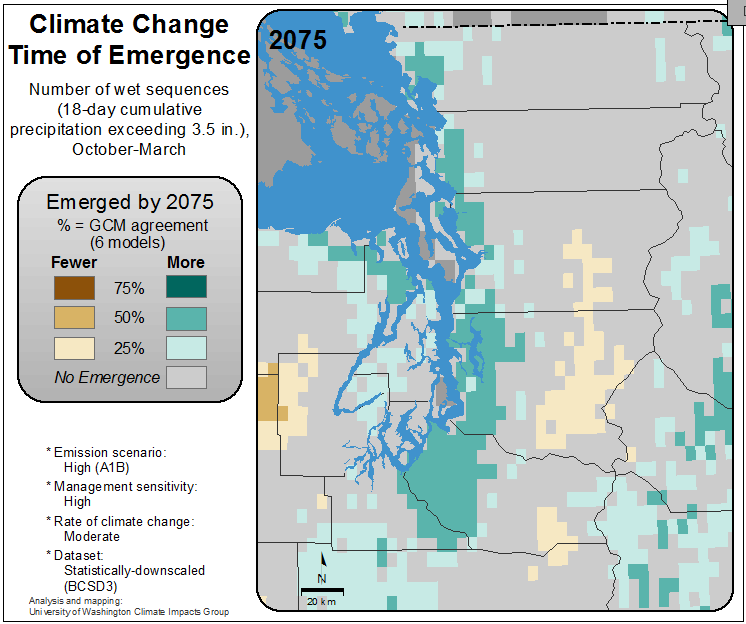 Climate Change
Time of Emergence
Number of wet sequences
(18-day cumulative
precipitation exceeding 3.5 in.),
October-March
Emerged by 2075
% = GCM agreement
(6 models)
Fewer More
75%
50%
25%
No Emergence
* Emission scenario:
High (A1B)
* Management sensitivity:
High
* Rate of climate change:
Moderate
* Dataset:
Statistically-downscaled
(BCSD3)
Analysis and mapping:
University of Washington Climate Impacts Group
2075
N
20 km